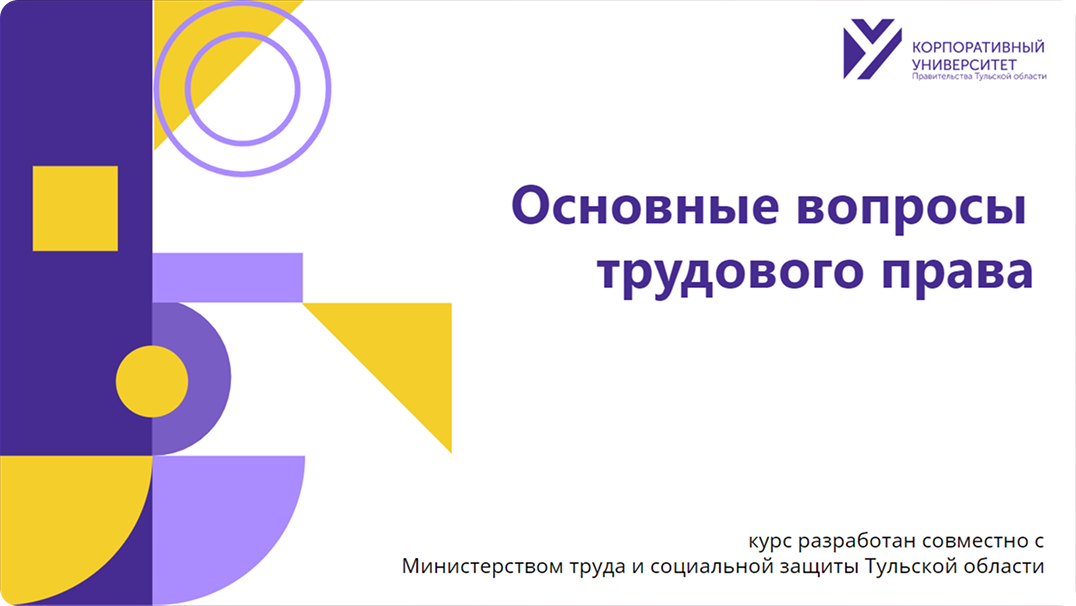 КОРПОРАТИВНЫЙ
УНИВЕРСИТЕТ
Правительства Тульской области
Основные вопросы
трудового права
курс разработан совместно с
Министерством труда и социальной защиты Тульской области